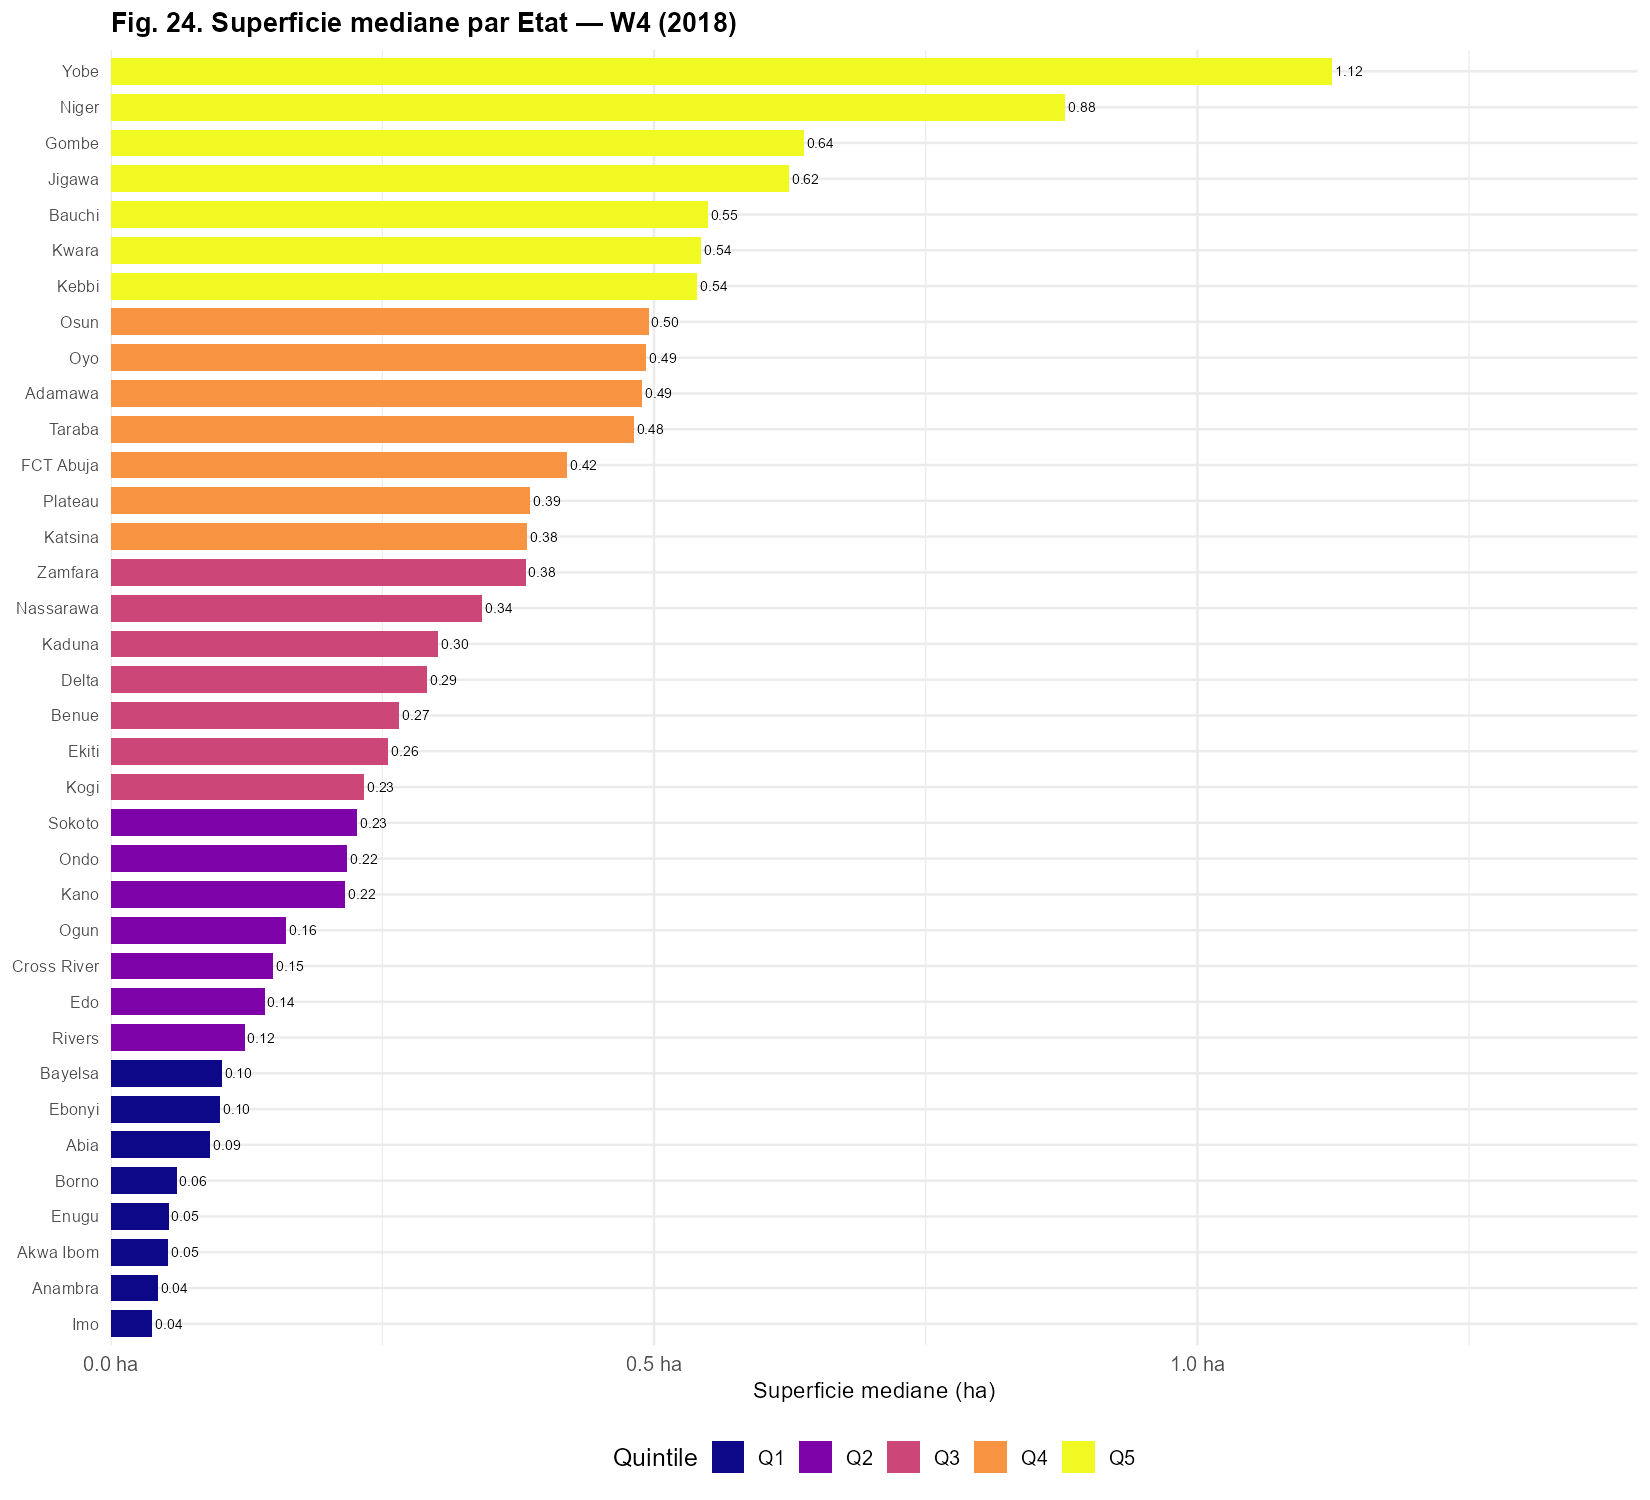 Fig. 24. Superficie mediane par Etat — W4 (2018)
Yobe 1.12
Niger 0.88
Gombe 0.64
Jigawa 0.62
Bauchi 0.55
Kwara 0.54
Kebbi 0.54
Osun 0.50
Oyo 0.49
Adamawa 0.49
Taraba 0.48
FCT Abuja 0.42
Plateau 0.39
Katsina 0.38
Zamfara 0.38
Nassarawa 0.34
Kaduna 0.30
Delta 0.29
Benue 0.27
Ekiti 0.26
Kogi 0.23
Sokoto 0.23
Ondo 0.22
Kano 0.22
Ogun 0.16
Cross River 0.15
Edo 0.14
Rivers 0.12
Bayelsa 0.10
Ebonyi 0.10
Abia 0.09
Borno 0.06
Enugu 0.05
Akwa Ibom 0.05
Anambra 0.04
Imo 0.04
0.0 ha 0.5 ha 1.0 ha
Superficie mediane (ha)
Quintile Q1 Q2 Q3 Q4 Q5